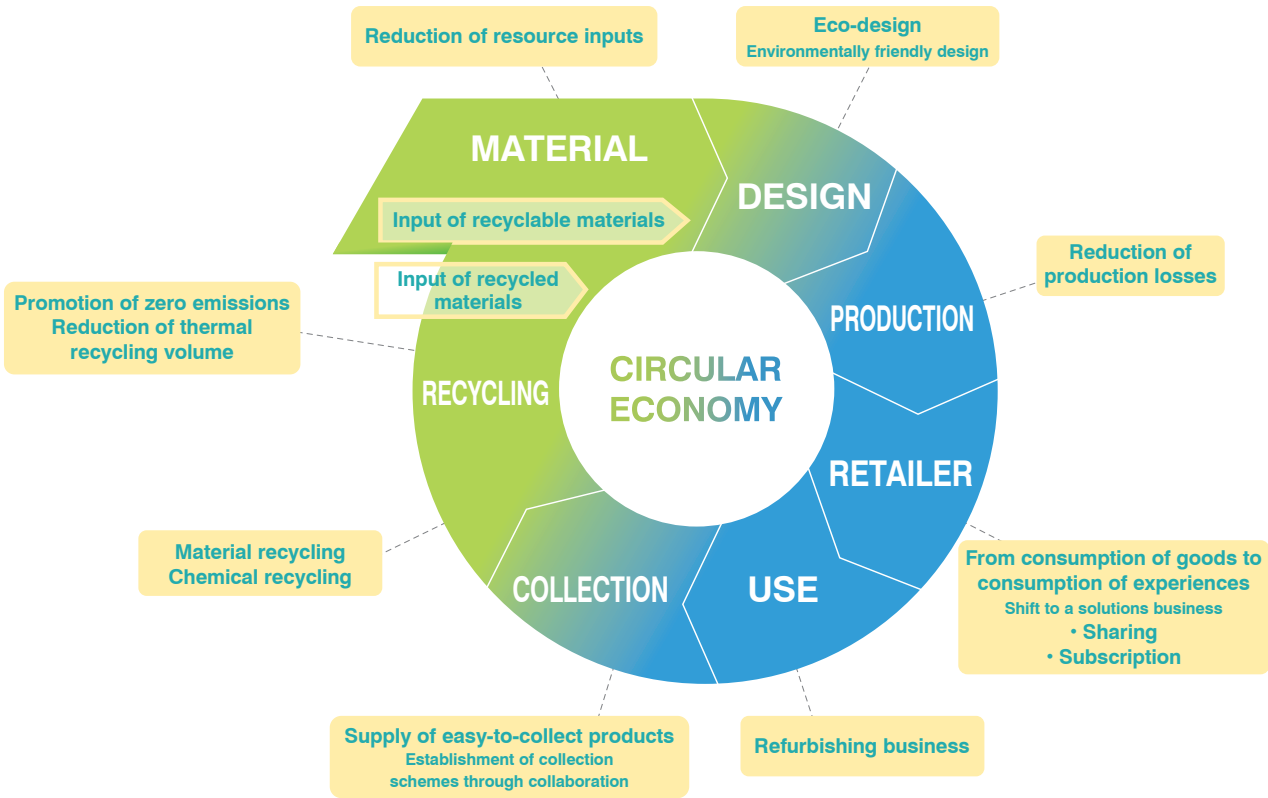 Reduction of resource inputs
Eco-design
Environmentally friendly design
MATERIAL
DESIGN
Input of recyclable materials
Input of recycled
materials
Reduction of
production losses
Promotion of zero emissions
Reduction of thermal
recycling volume
PRODUCTION
CIRCULAR
ECONOMY
RECYCLING
RETAILER
Material recycling
Chemical recycling
From consumption of goods to
consumption of experiences
Shift to a solutions business
• Sharing
• Subscription
COLLECTION
USE
Supply of easy-to-collect products
Establishment of collection
schemes through collaboration
Refurbishing business